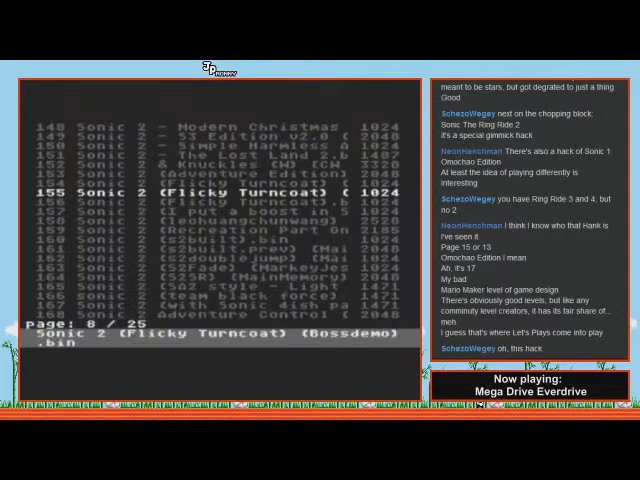 JP
RONNY
148 Sonic 2 - Modern Christmas 1024
149 Sonic 2 - S3 Edition v2.0 ( 2048
150 Sonic 2 - Simple Harmless A 1024
151 Sonic 2 - The Lost Land 2.b 1487
152 Sonic 2 & Knuckles (W) [CW 3320
153 Sonic 2 (Adventure Edition) 2048
154 Sonic 2 (Flicky Turncoat) ( 1024
155 Sonic 2 (Flicky Turncoat) ( 1024
156 Sonic 2 (Flicky Turncoat).b 1024
157 Sonic 2 (I put a boost in S 1024
158 Sonic 2 (leohuangchunwang) 2528
159 Sonic 2 (Recreation Part On 2185
160 Sonic 2 (s2built).bin 1024
161 Sonic 2 (s2built.prev) (Mai 2048
162 Sonic 2 (s2doublejump) (Mai 2048
163 Sonic 2 (S2Fade) (MarkeyJes 1024
164 Sonic 2 (S2SR) (MainMemory) 1024
165 Sonic 2 (SA2 style - Light 1471
166 Sonic 2 (team black force) 1471
167 Sonic 2 (with Sonic 4ish Pa 1471
168 Sonic 2 Adventure Control ( 2048
Page: 8 / 25
Sonic 2 (Flicky Turncoat) (Bossdemo)
.bin
meant to be stars, but got degrated to just a thing
Good
SchezoWegey next on the chopping block:
Sonic The Ring Ride 2
it's a special gimmick hack
NeonHenchman There's also a hack of Sonic 1:
Omochao Edition
At least the idea of playing differently is
interesting
SchezoWegey you have Ring Ride 3 and 4, but
no 2
NeonHenchman I think I know who that Hank is
I've seen it
Page 15 or 13
Omochao Edition I mean
Ah, it's 17
My bad
Mario Maker level of game design
There's obviously good levels, but like any
comminuty level creators, it has its fair share of...
meh.
I guess that's where Let's Plays come into play
SchezoWegey oh, this hack
Now playing:
Mega Drive Everdrive